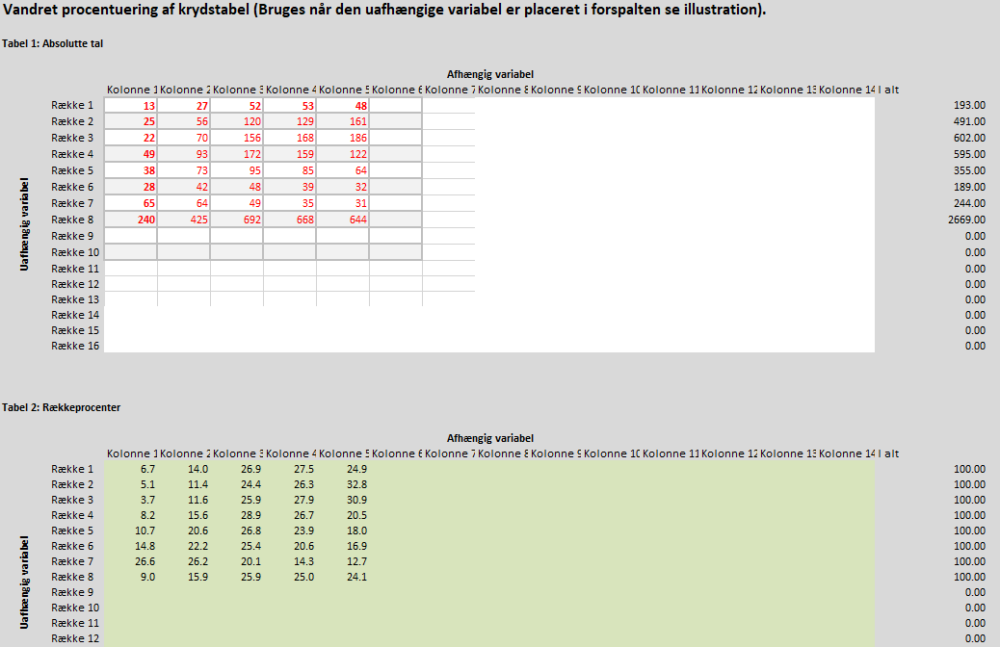 Vandret procentuering af krydstabel (Bruges når den uafhængige variabel er placeret i forspalten se illustration).
Tabel 1: Absolutte tal
Afhængig variabel
Kolonne 1 Kolonne 2 Kolonne 3 Kolonne 4 Kolonne 5 Kolonne 6 Kolonne 7 Kolonne 8 Kolonne 9 Kolonne 10 Kolonne 11 Kolonne 12 Kolonne 13 Kolonne 14 I alt
Uafhængig variabel
Række 1 13 27 52 53 48 193.00
Række 2 25 56 120 129 161 491.00
Række 3 22 70 156 168 186 602.00
Række 4 49 93 172 159 122 595.00
Række 5 38 73 95 85 64 355.00
Række 6 28 42 48 39 32 189.00
Række 7 65 64 49 35 31 244.00
Række 8 240 425 692 668 644 2669.00
Række 9 0.00
Række 10 0.00
Række 11 0.00
Række 12 0.00
Række 13 0.00
Række 14 0.00
Række 15 0.00
Række 16 0.00
Tabel 2: Rækkeprocenter
Afhængig variabel
Kolonne 1 Kolonne 2 Kolonne 3 Kolonne 4 Kolonne 5 Kolonne 6 Kolonne 7 Kolonne 8 Kolonne 9 Kolonne 10 Kolonne 11 Kolonne 12 Kolonne 13 Kolonne 14 I alt
Uafhængig variabel
Række 1 6.7 14.0 26.9 27.5 24.9 100.00
Række 2 5.1 11.4 24.4 26.3 32.8 100.00
Række 3 3.7 11.6 25.9 27.9 30.9 100.00
Række 4 8.2 15.6 28.9 26.7 20.5 100.00
Række 5 10.7 20.6 26.8 23.9 18.0 100.00
Række 6 14.8 22.2 25.4 20.6 16.9 100.00
Række 7 26.6 26.2 20.1 14.3 12.7 100.00
Række 8 9.0 15.9 25.9 25.0 24.1 100.00
Række 9 0.00
Række 10 0.00
Række 11 0.00
Række 12 0.00